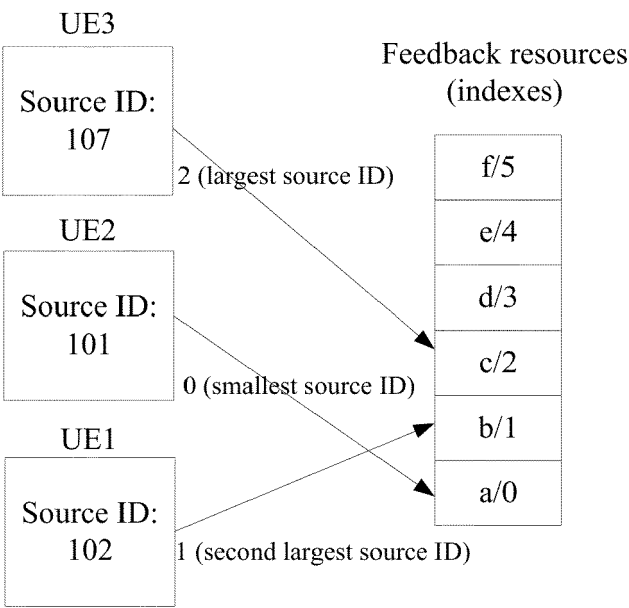 UE3
Source ID:
107
2 (largest source ID)
UE2
Source ID:
101
0 (smallest source ID)
UE1
Source ID:
102
1 (second largest source ID)
Feedback resources
(indexes)
f/5
e/4
d/3
c/2
b/1
a/0